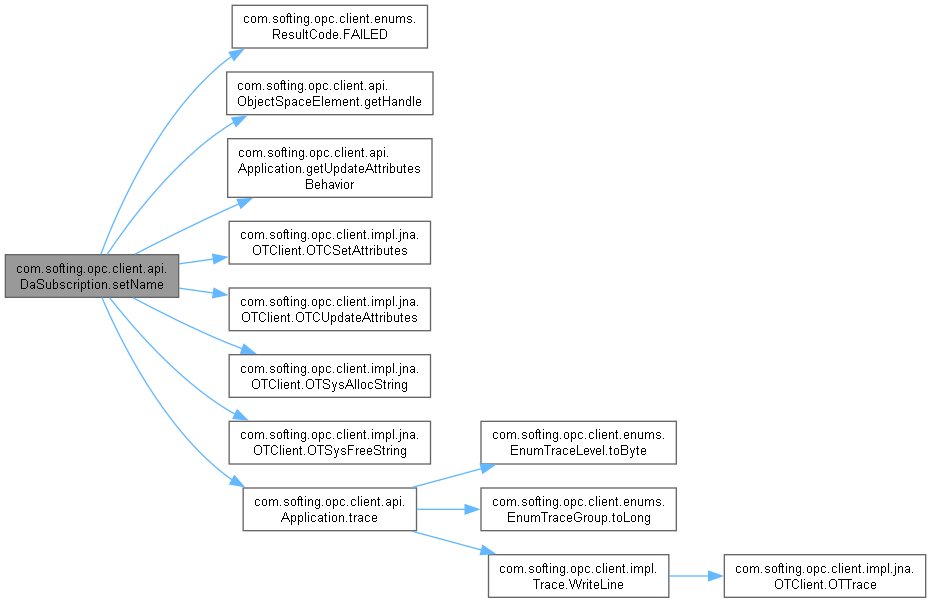 com.softing.opc.client.enums.
ResultCode.FAILED
com.softing.opc.client.api.
ObjectSpaceElement.getHandle
com.softing.opc.client.api.
Application.getUpdateAttributes
Behavior
com.softing.opc.client.impl.jna.
OTClient.OTCSetAttributes
com.softing.opc.client.api.
DaSubscription.setName
com.softing.opc.client.impl.jna.
OTClient.OTCUpdateAttributes
com.softing.opc.client.impl.jna.
OTClient.OTSysAllocString
com.softing.opc.client.impl.jna.
OTClient.OTSysFreeString
com.softing.opc.client.enums.
EnumTraceLevel.toByte
com.softing.opc.client.api.
Application.trace
com.softing.opc.client.enums.
EnumTraceGroup.toLong
com.softing.opc.client.impl.
Trace.WriteLine
com.softing.opc.client.impl.jna.
OTClient.OTTrace